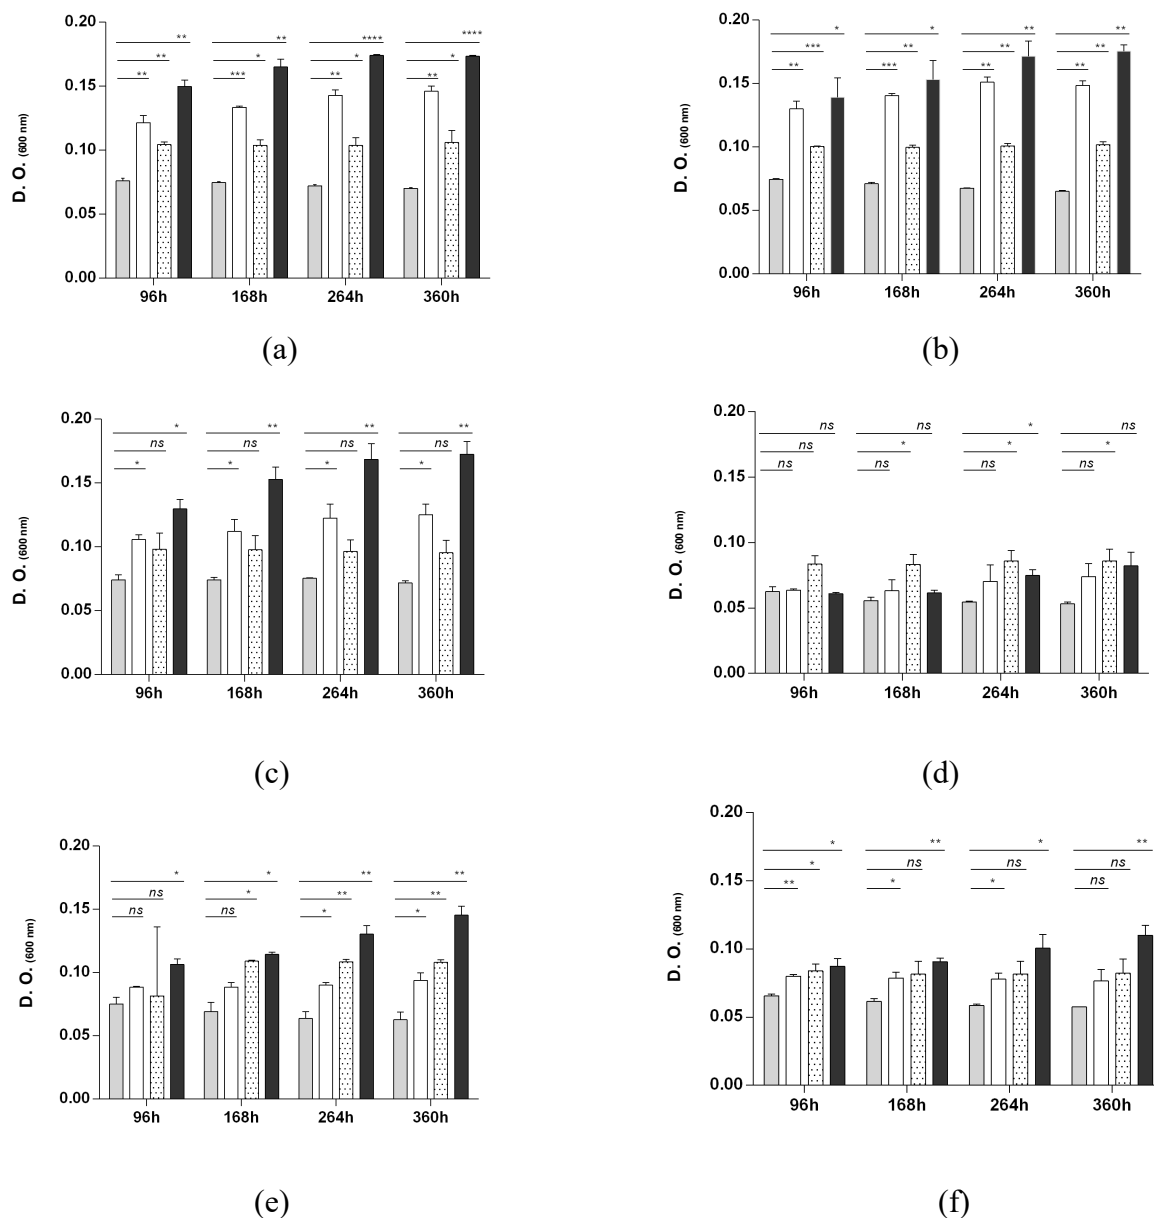 0.20
** ** **** ****
** * * *
** *** ** **
0.15
0.10
0.05
0.00
D. O. (600 nm)
96h 168h 264h 360h
(a)
0.20
* * ** **
*** ** ** **
** *** ** **
0.15
0.10
0.05
0.00
D. O. (600 nm)
96h 168h 264h 360h
(b)
0.20
* ** ** **
ns ns ns ns
* * * *
0.15
0.10
0.05
0.00
D. O. (600 nm)
96h 168h 264h 360h
(c)
0.20
ns ns * ns
ns * * *
ns ns ns ns
0.15
0.10
0.05
0.00
D. O. (600 nm)
96h 168h 264h 360h
(d)
0.20
* * ** **
ns * ** **
ns ns * *
0.15
0.10
0.05
0.00
D. O. (600 nm)
96h 168h 264h 360h
(e)
0.20
* ** * **
* ns ns ns
** * * ns
0.15
0.10
0.05
0.00
D. O. (600 nm)
96h 168h 264h 360h
(f)